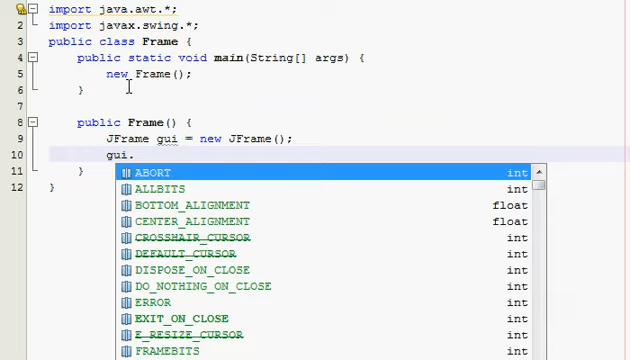 1 import java.awt.*;
2 import javax.swing.*;
3 public class Frame {
4 public static void main(String[] args) {
5 new Frame();
6 }
7
8 public Frame() {
9 JFrame gui = new JFrame();
10 gui.
11 }
12 }
ABORT int
ALLBITS int
BOTTOM_ALIGNMENT float
CENTER_ALIGNMENT float
CROSSHAIR_CURSOR int
DEFAULT_CURSOR int
DISPOSE_ON_CLOSE int
DO_NOTHING_ON_CLOSE int
ERROR int
EXIT_ON_CLOSE int
E_RESIZE_CURSOR int
FRAMEBITS int